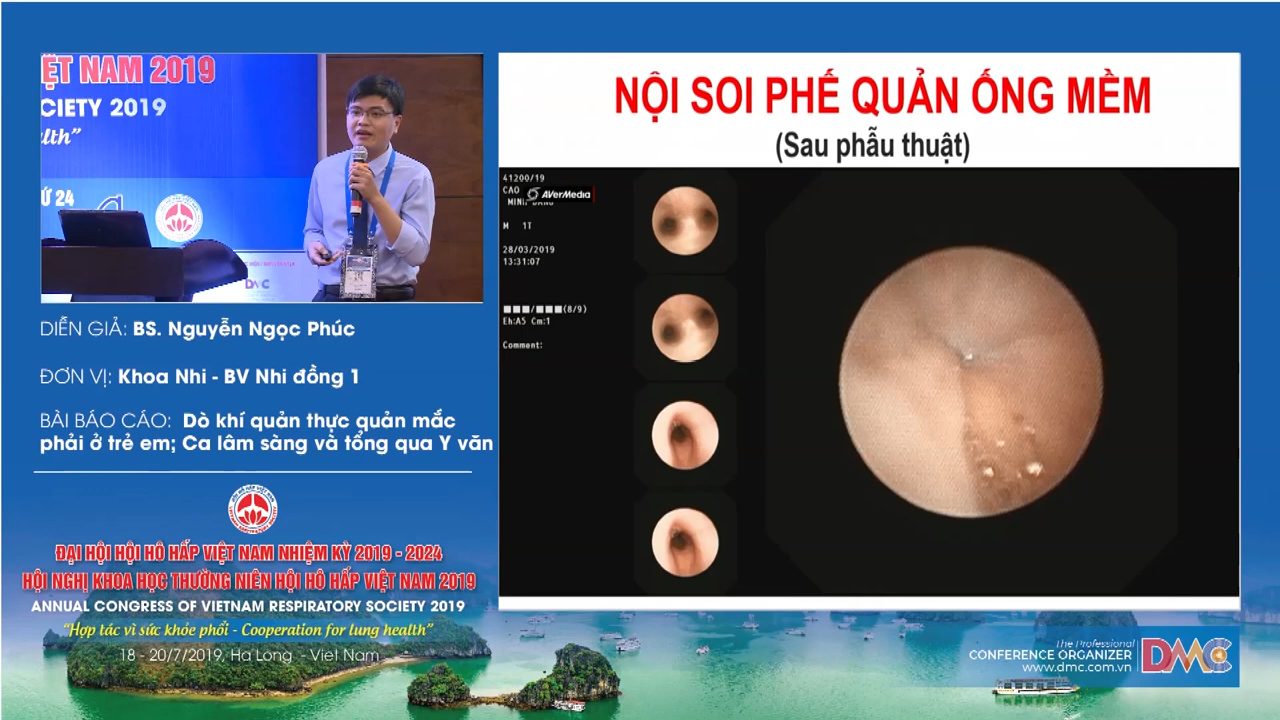 ỆT NAM 2019
CIETY 2019
lth”
Ứ 24
DIỄN GIẢ: BS. Nguyễn Ngọc Phúc
ĐƠN VỊ: Khoa Nhi - BV Nhi đồng 1
BÀI BÁO CÁO: Dò khí quản thực quản mắc
phải ở trẻ em; Ca lâm sàng và tổng qua Y văn
ĐẠI HỘI HỘI HÔ HẤP VIỆT NAM NHIỆM KỲ 2019 - 2024
HỘI NGHỊ KHOA HỌC THƯỜNG NIÊN HỘI HÔ HẤP VIỆT NAM 2019
ANNUAL CONGRESS OF VIETNAM RESPIRATORY SOCIETY 2019
“Hợp tác vì sức khỏe phổi - Cooperation for lung health”
18 - 20/7/2019, Ha Long - Viet Nam
NỘI SOI PHẾ QUẢN ỐNG MỀM
(Sau phẫu thuật)
41200/19
CAO
AVerMedia
M 1T
28/03/2019
13:31:07
■■■/■■■(8/9)
Eh:A5 Cm:1
Comment:
The Professional
CONFERENCE ORGANIZER
www.dmc.com.vn
DMC